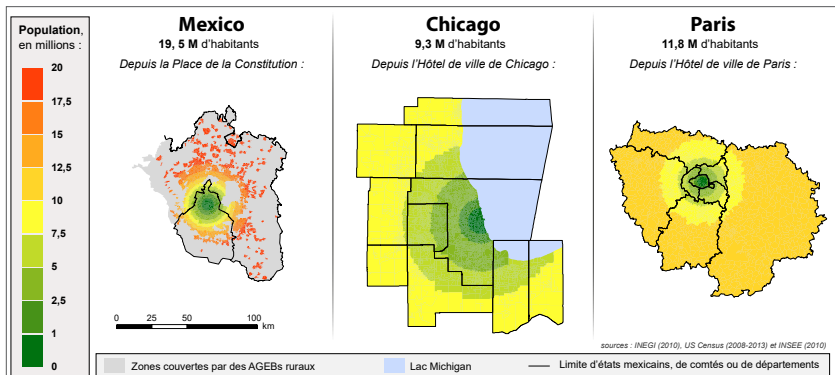 Population,
en millions :
20
17,5
15
12,5
10
7,5
5
2,5
1
0
Mexico
19, 5 M d'habitants
Depuis la Place de la Constitution :
0 25 50 100
km
Chicago
9,3 M d'habitants
Depuis l'Hôtel de ville de Chicago :
Paris
11,8 M d'habitants
Depuis l'Hôtel de ville de Paris :
sources : INEGI (2010), US Census (2008-2013) et INSEE (2010)
Zones couvertes par des AGEBs ruraux
Lac Michigan
Limite d'états mexicains, de comtés ou de départements